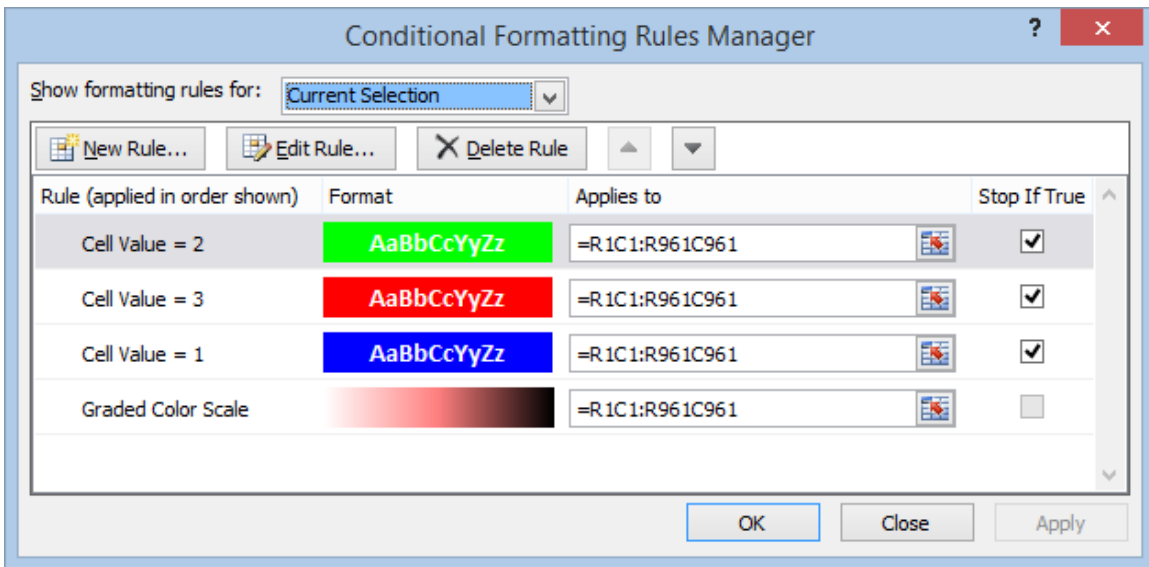 Conditional Formatting Rules Manager ? ×
Show formatting rules for: Current Selection
New Rule... Edit Rule... Delete Rule
Rule (applied in order shown) Format Applies to Stop If True
Cell Value = 2 AaBbCcYyZz =R1C1:R961C961
Cell Value = 3 AaBbCcYyZz =R1C1:R961C961
Cell Value = 1 AaBbCcYyZz =R1C1:R961C961
Graded Color Scale =R1C1:R961C961
OK Close Apply